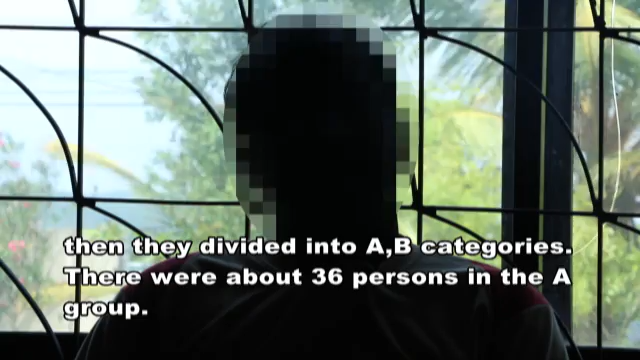 then they divided into A,B categories.
There were about 36 persons in the A
group.